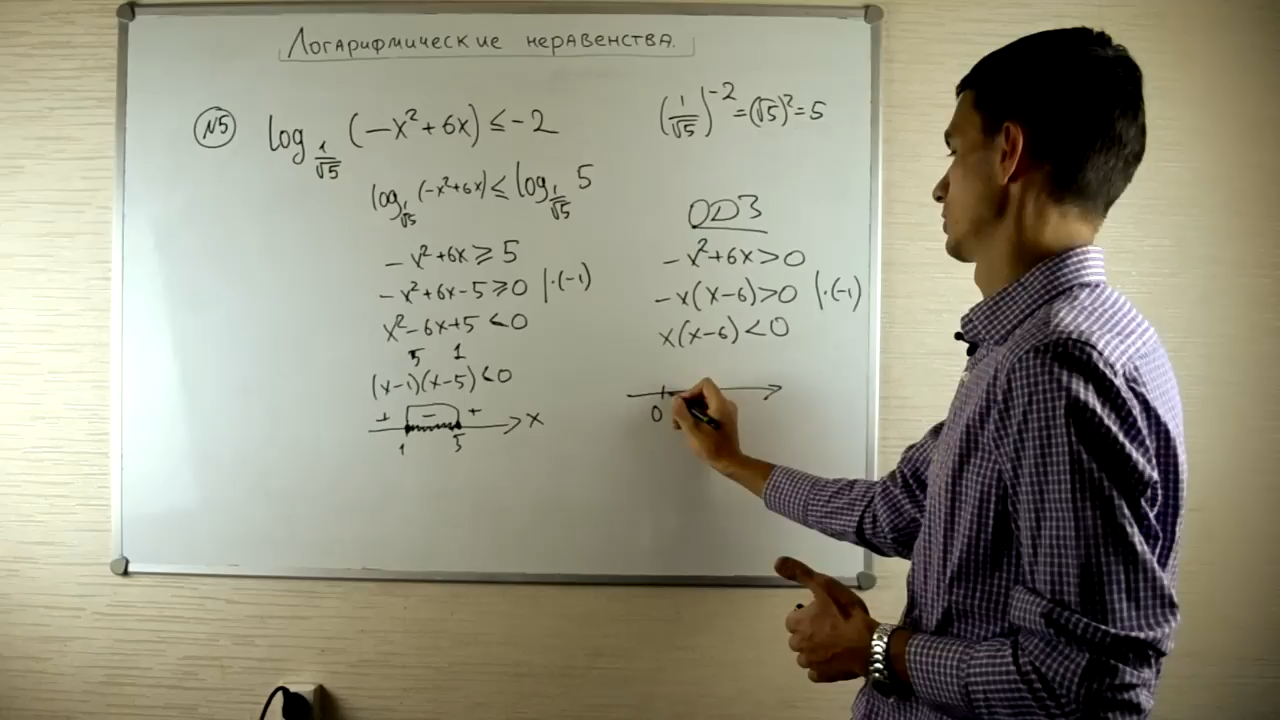 Логарифмические неравенства.
№5 log_{1/√5} (-x²+6x) ≤ -2
log_{1/√5} (-x²+6x) ≤ log_{1/√5} 5
-x²+6x ≥ 5
-x²+6x-5 ≥ 0 |·(-1)
x²-6x+5 < 0
5 1
(x-1)(x-5) < 0
+ - + x
1 5
(1/√5)^{-2} = (√5)² = 5
ОДЗ
-x²+6x > 0
-x(x-6) > 0 |·(-1)
x(x-6) < 0
0